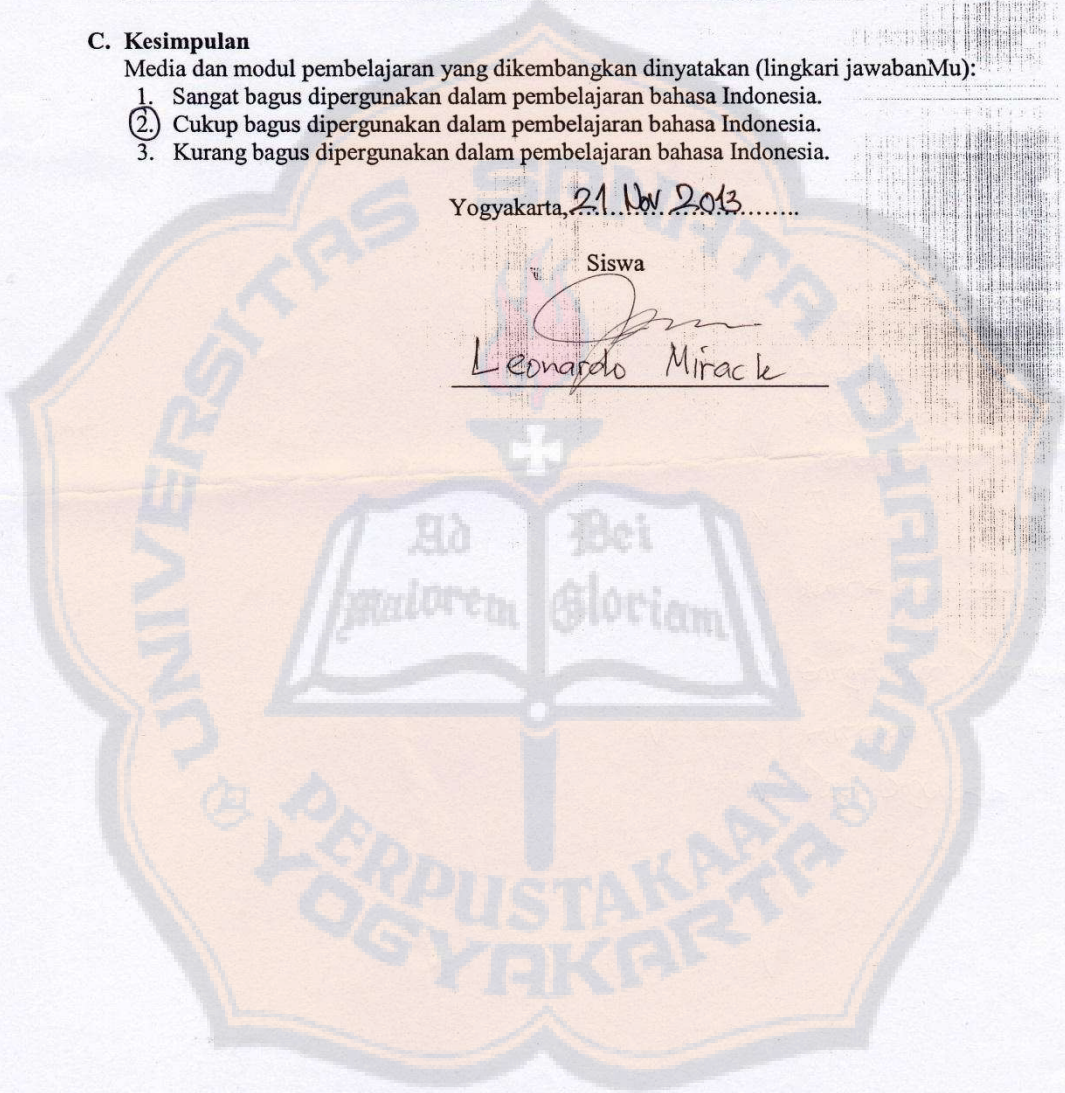 C. Kesimpulan
Media dan modul pembelajaran yang dikembangkan dinyatakan (lingkari jawabanMu):
1. Sangat bagus dipergunakan dalam pembelajaran bahasa Indonesia.
2. Cukup bagus dipergunakan dalam pembelajaran bahasa Indonesia.
3. Kurang bagus dipergunakan dalam pembelajaran bahasa Indonesia.
Yogyakarta, 21 Nov 2013
Siswa
Leonardo Mirack
UNIVERSITAS SANATA DHARMA
Ad Dei
maiorem Gloriam
PERPUSTAKAAN
YOGYAKARTA